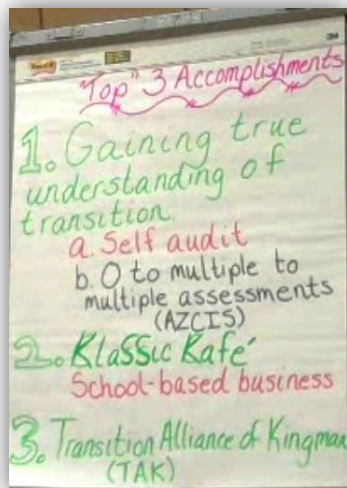 "Top" 3 Accomplishments
1. Gaining true
understanding of
transition.
a. Self audit
b. 0 to multiple to
multiple assessments
(AZCIS)
2. Klassic Kafé
School-based business
3. Transition Alliance of Kingman
(TAK)